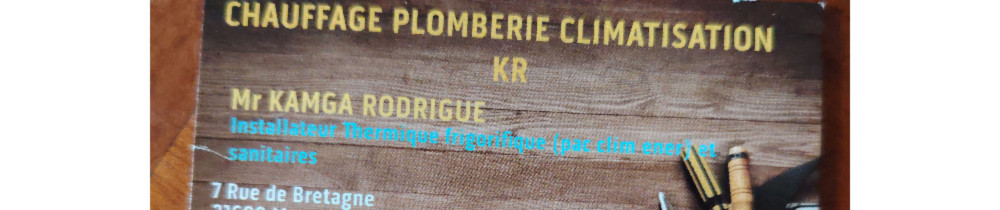 CHAUFFAGE PLOMBERIE CLIMATISATION
KR
Mr KAMGA RODRIGUE
Installateur Thermique frigorifique (pac clim ener) et
sanitaires
7 Rue de Bretagne